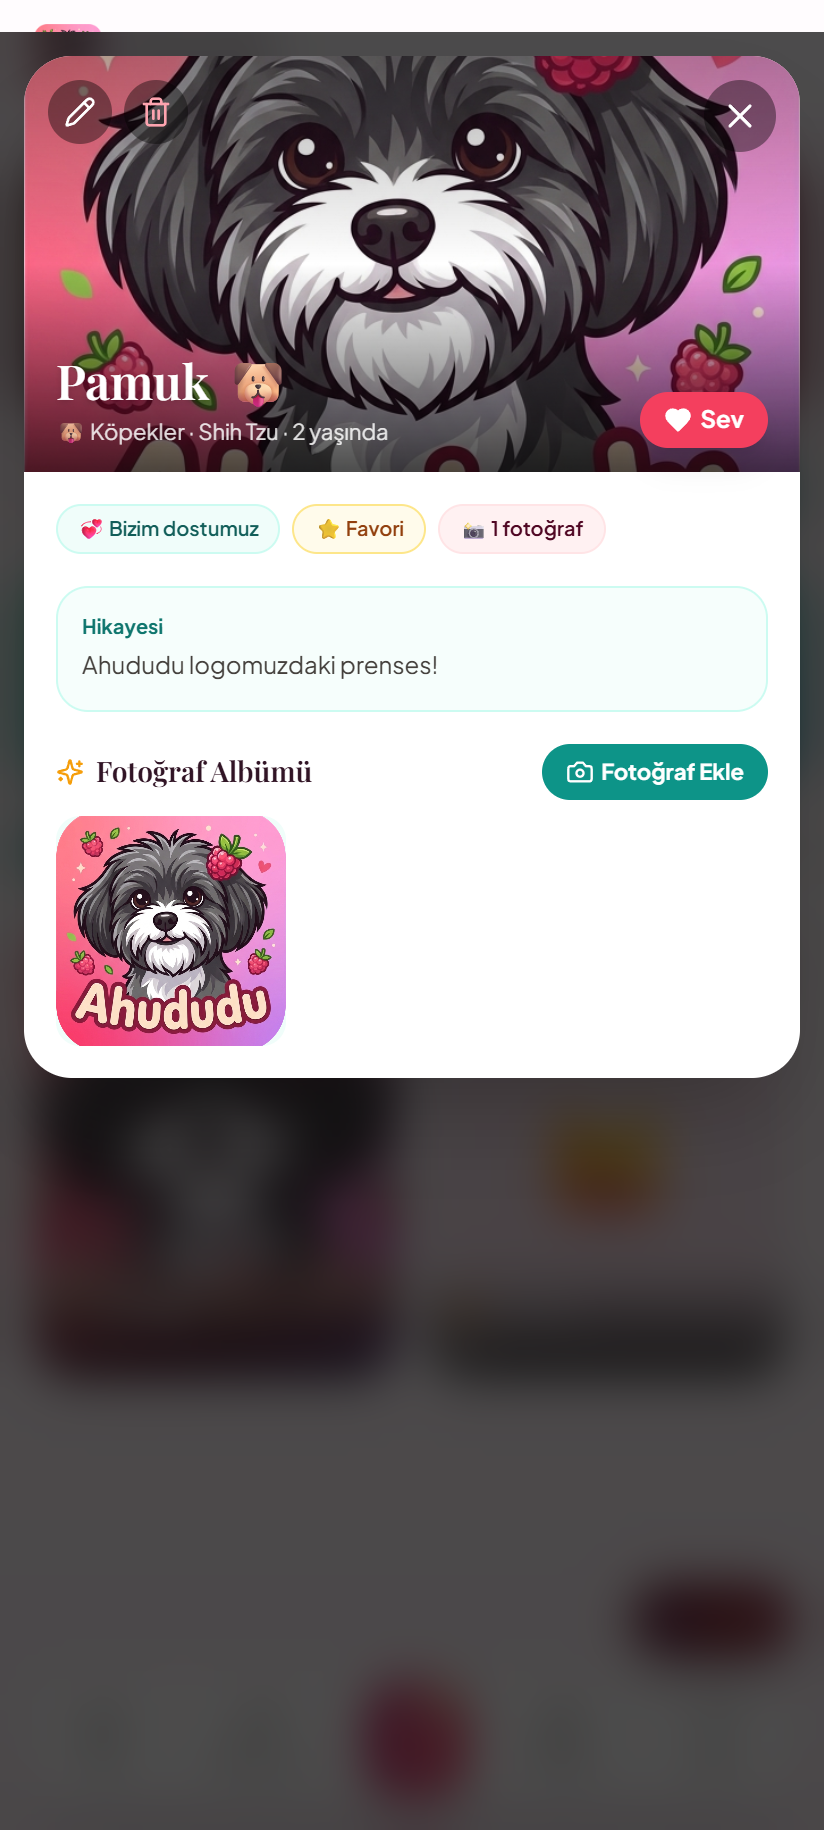 Pamuk
Köpekler · Shih Tzu · 2 yaşında
Sev
Bizim dostumuz
Favori
1 fotoğraf
Hikayesi
Ahududu logomuzdaki prenses!
Fotoğraf Albümü
Fotoğraf Ekle
Ahududu